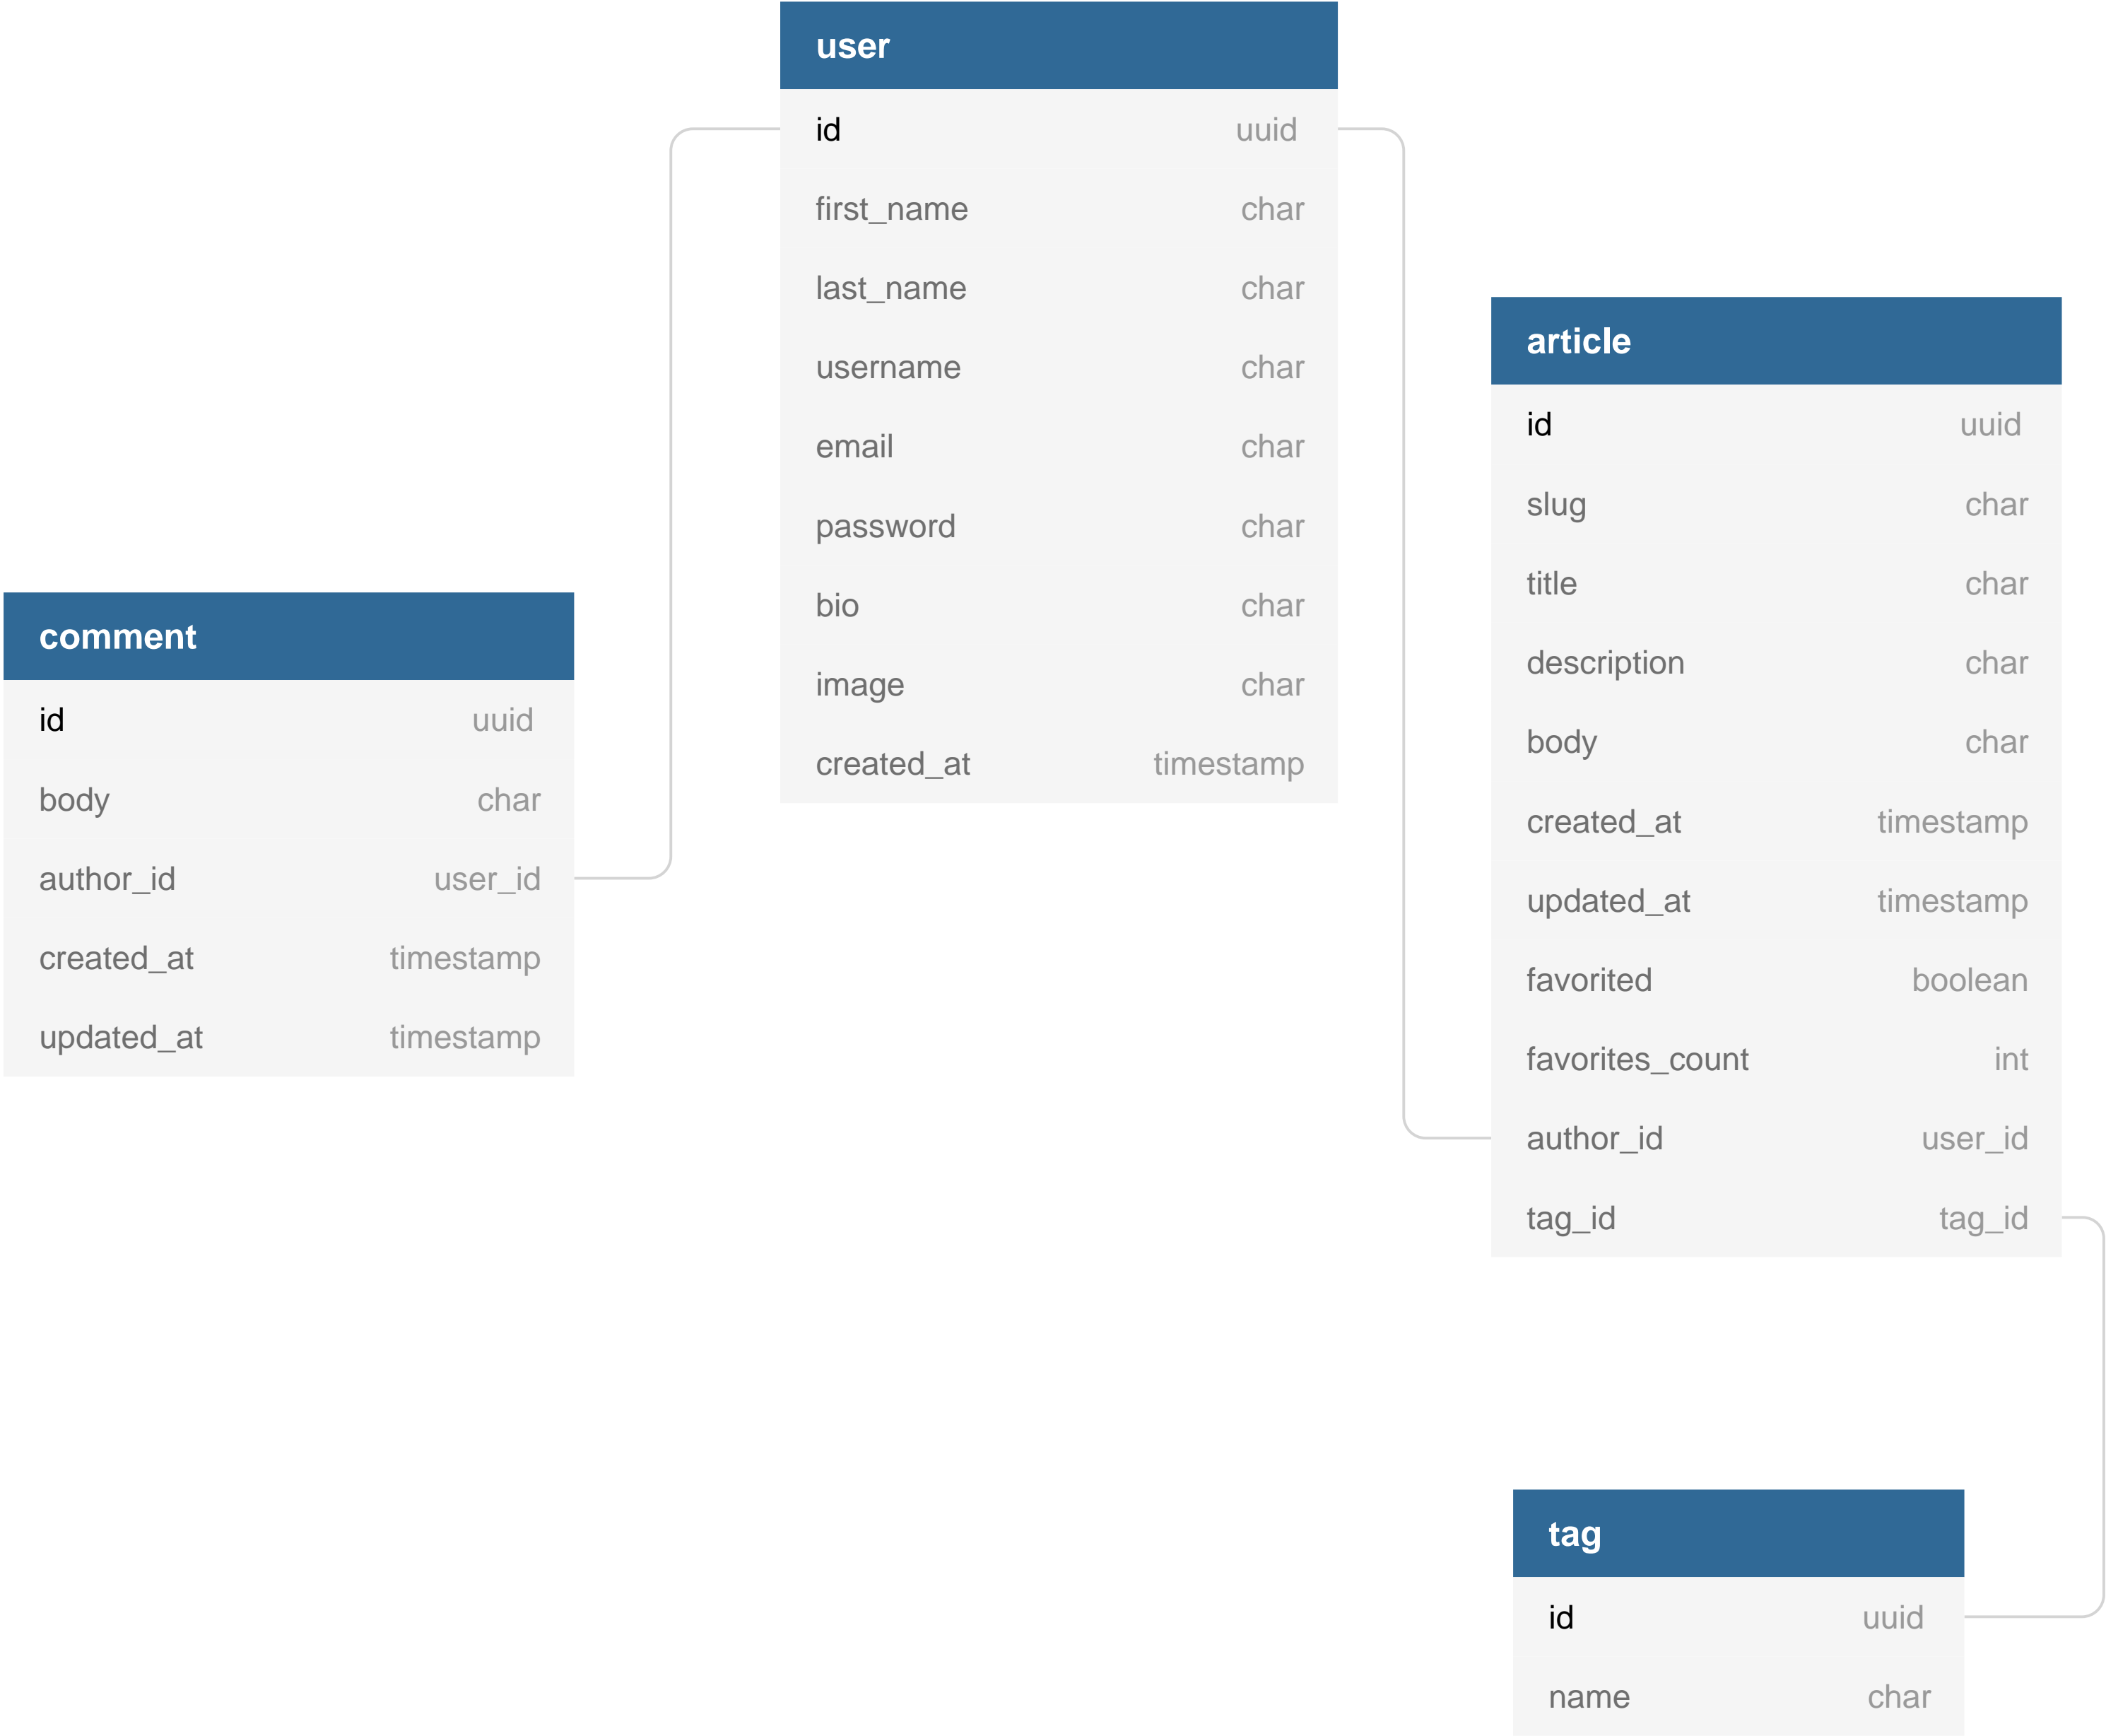 user
id uuid
first_name char
last_name char
username char
email char
password char
bio char
image char
created_at timestamp
article
id uuid
slug char
title char
description char
body char
created_at timestamp
updated_at timestamp
favorited boolean
favorites_count int
author_id user_id
tag_id tag_id
comment
id uuid
body char
author_id user_id
created_at timestamp
updated_at timestamp
tag
id uuid
name char